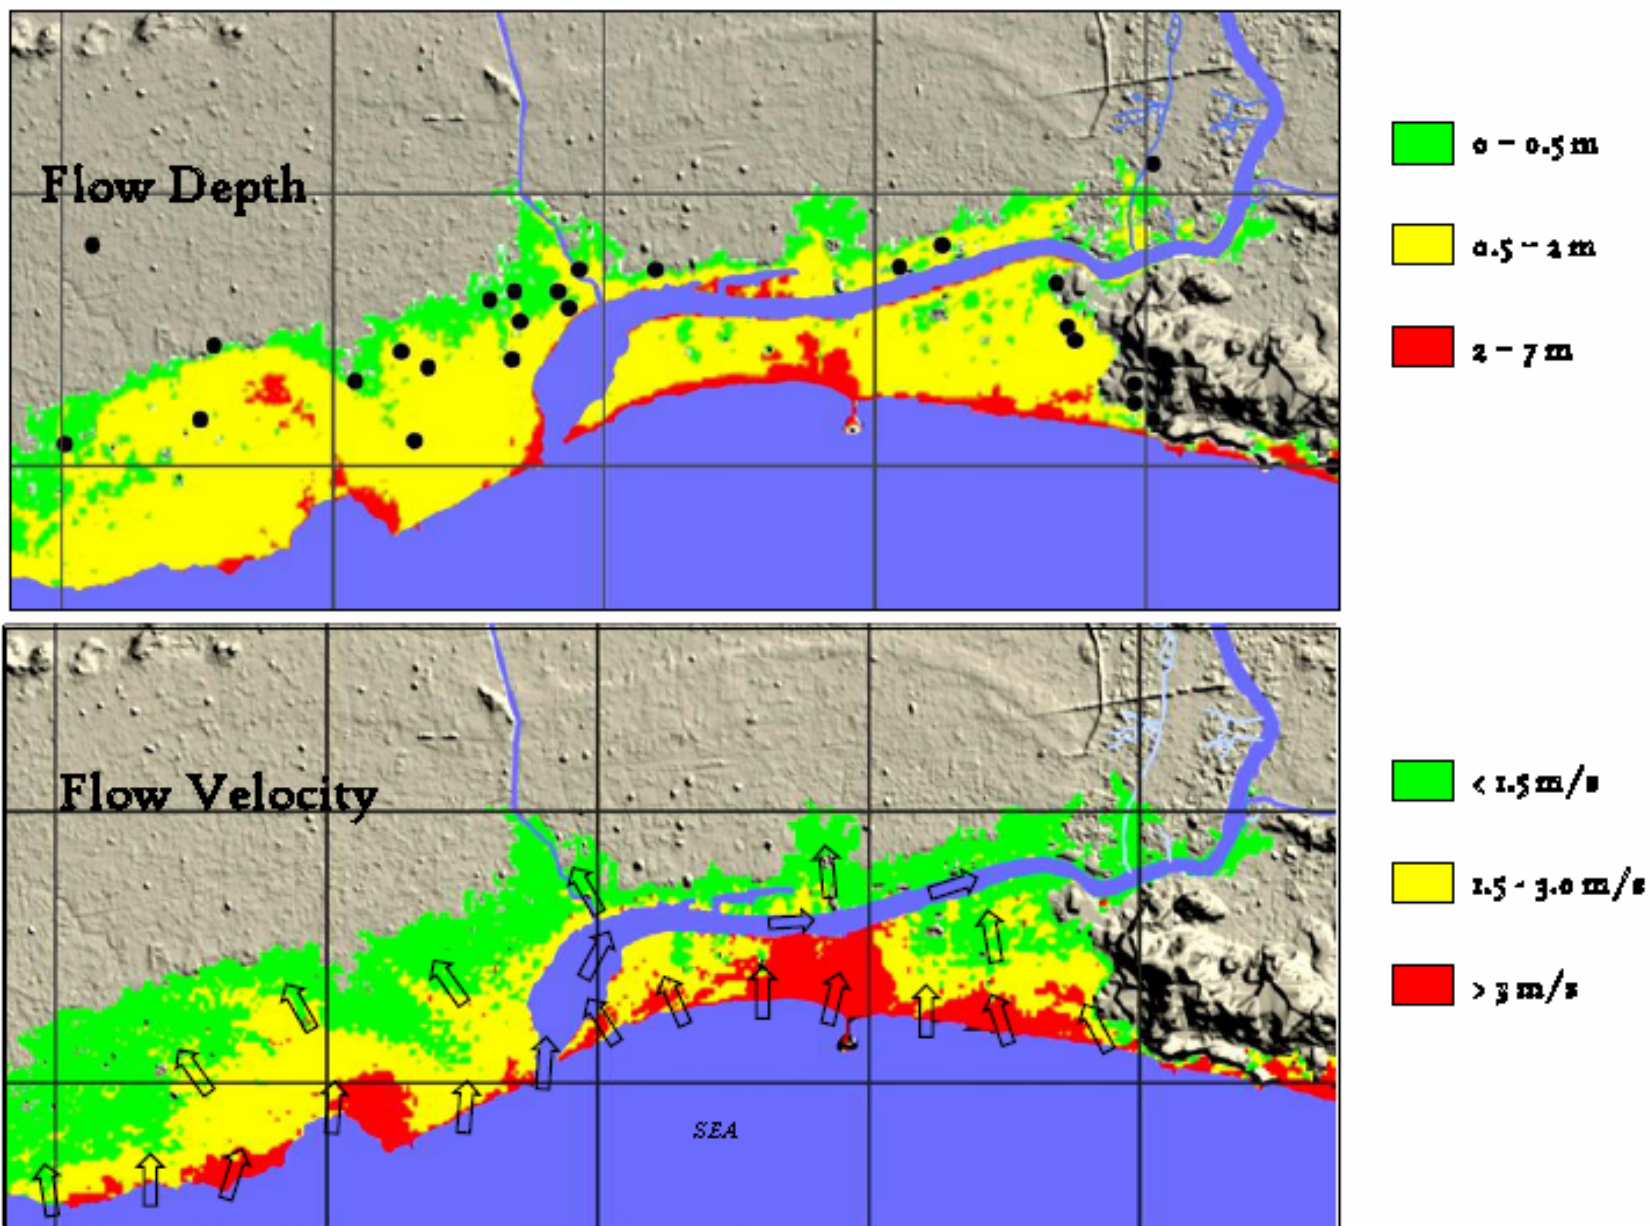 Flow Depth
0 - 0.5 m
0.5 - 2 m
2 - 7 m
Flow Velocity
< 1.5 m/s
1.5 - 3.0 m/s
> 3 m/s
SEA